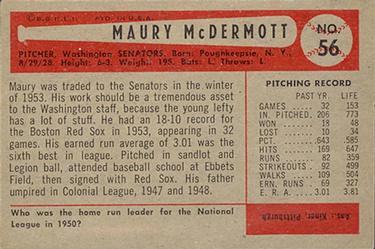 © B.G.H.L.I. PTD. IN U.S.A.
MAURY McDERMOTT
NO.
56
PITCHER, Washington SENATORS. Born: Poughkeepsie, N. Y.,
8/29/28. Height: 6-3. Weight: 195. Bats: L. Throws: L.
Maury was traded to the Senators in the winter
of 1953. His work should be a tremendous asset
to the Washington staff, because the young lefty
has a lot of stuff. He had an 18-10 record for
the Boston Red Sox in 1953, appearing in 32
games. His earned run average of 3.01 was the
sixth best in league. Pitched in sandlot and
Legion ball, attended baseball school at Ebbets
Field, then signed with Red Sox. His father
umpired in Colonial League, 1947 and 1948.
PITCHING RECORD
PAST YR. LIFE
GAMES 32 153
IN. PITCHED 206 773
WON 18 48
LOST 10 34
PCT. .643 .585
HITS 169 647
RUNS 82 359
STRIKEOUTS 92 499
WALKS 109 504
ERN. RUNS 69 327
E. R. A. 3.01 3.81
Who was the home run leader for the National
League in 1950?
Ans.: Kiner, Pittsburgh